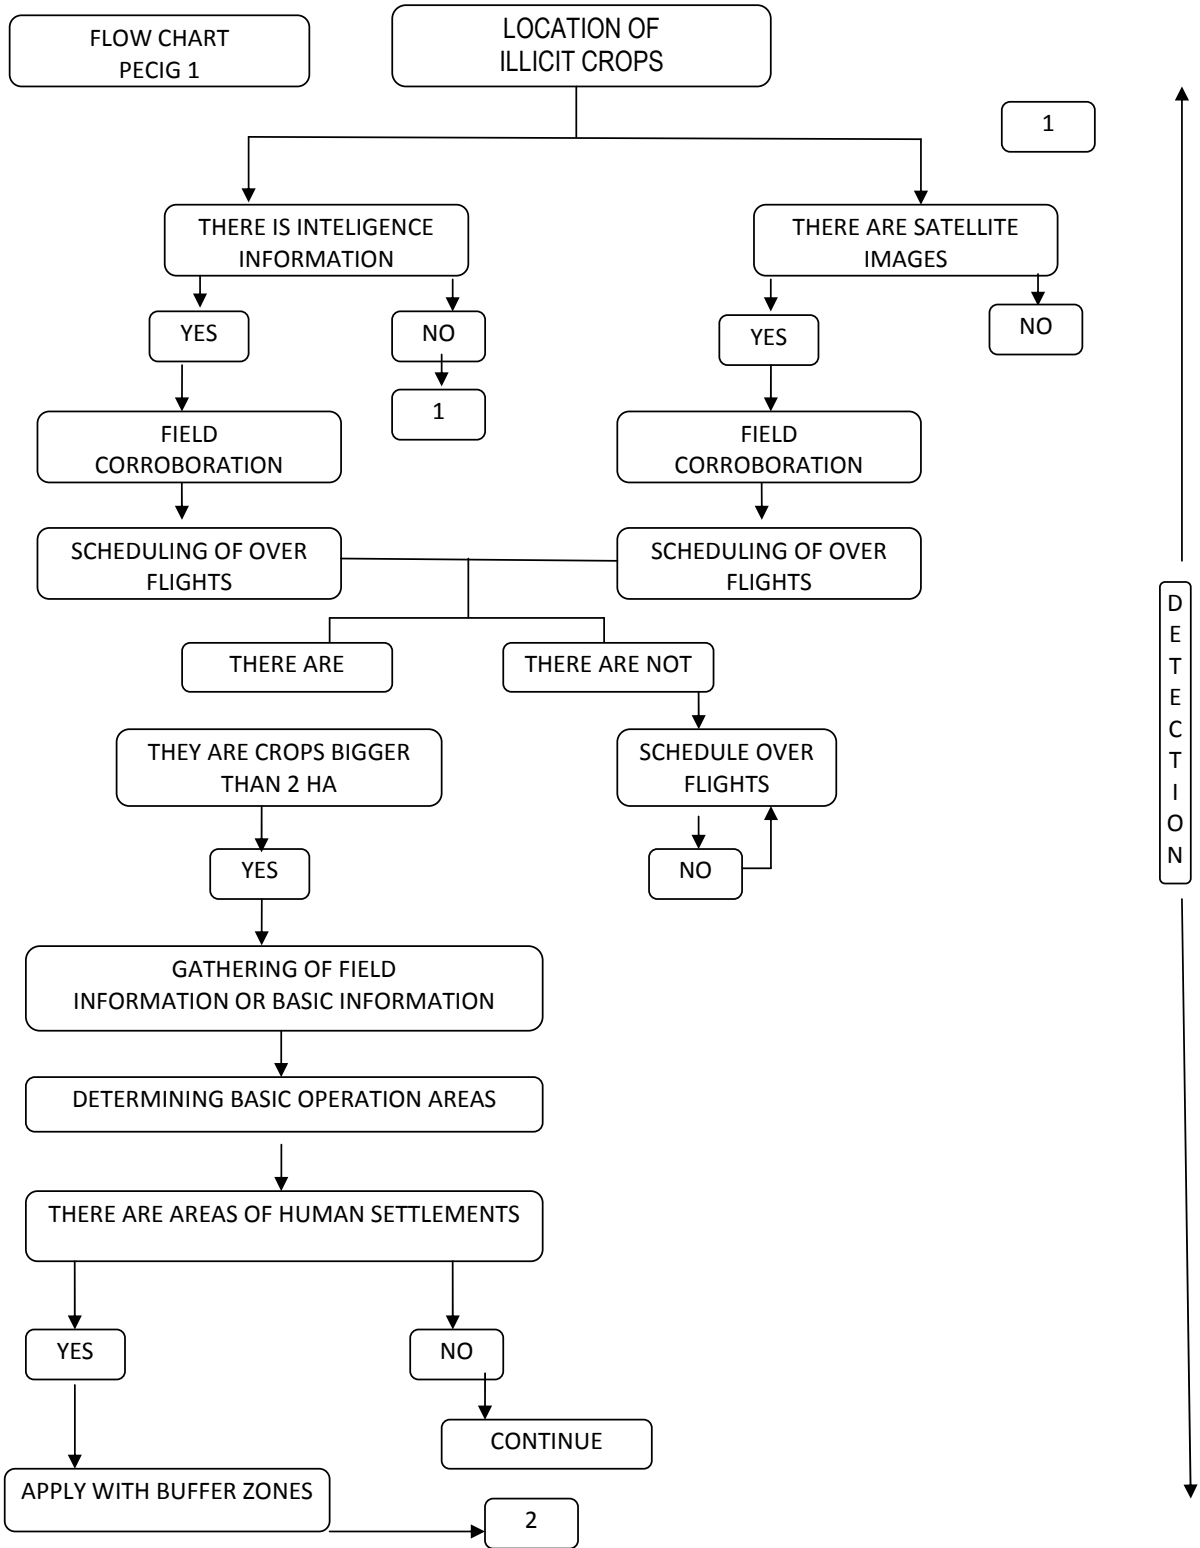 FLOW CHART
PECIG 1
LOCATION OF
ILLICIT CROPS
1
THERE IS INTELIGENCE
INFORMATION
THERE ARE SATELLITE
IMAGES
YES
NO
YES
NO
1
FIELD
CORROBORATION
FIELD
CORROBORATION
SCHEDULING OF OVER
FLIGHTS
SCHEDULING OF OVER
FLIGHTS
THERE ARE
THERE ARE NOT
THEY ARE CROPS BIGGER
THAN 2 HA
SCHEDULE OVER
FLIGHTS
YES
NO
GATHERING OF FIELD
INFORMATION OR BASIC INFORMATION
DETERMINING BASIC OPERATION AREAS
THERE ARE AREAS OF HUMAN SETTLEMENTS
YES
NO
CONTINUE
APPLY WITH BUFFER ZONES
2
D
E
T
E
C
T
I
O
N